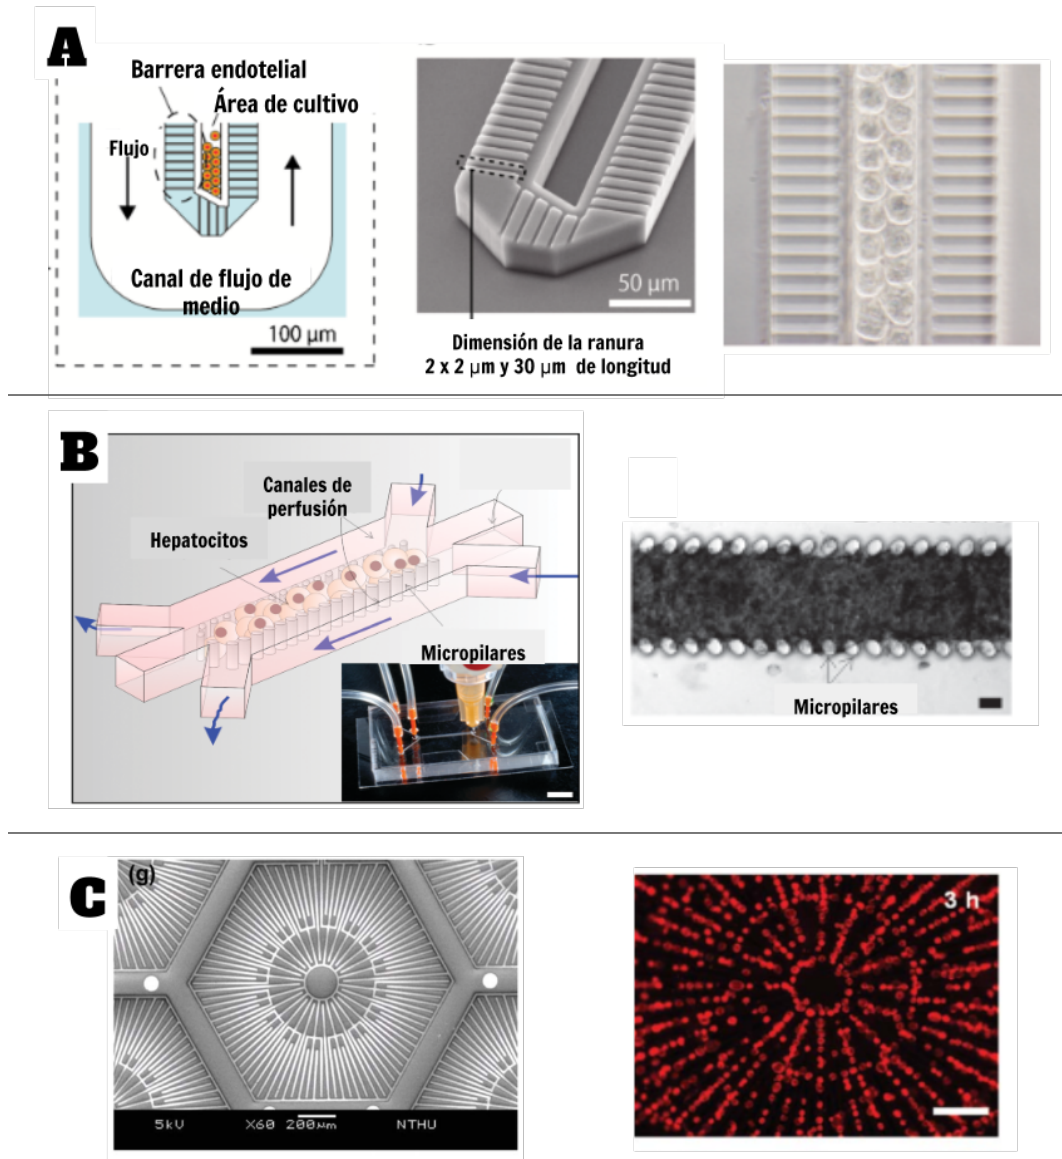 A
Barrera endotelial
Área de cultivo
Flujo
Canal de flujo de
medio
100 µm
50 µm
Dimensión de la ranura
2 x 2 µm y 30 µm de longitud
B
Canales de
perfusión
Hepatocitos
Micropilares
Micropilares
C
(g)
5kV X60 200µm NTHU
3 h